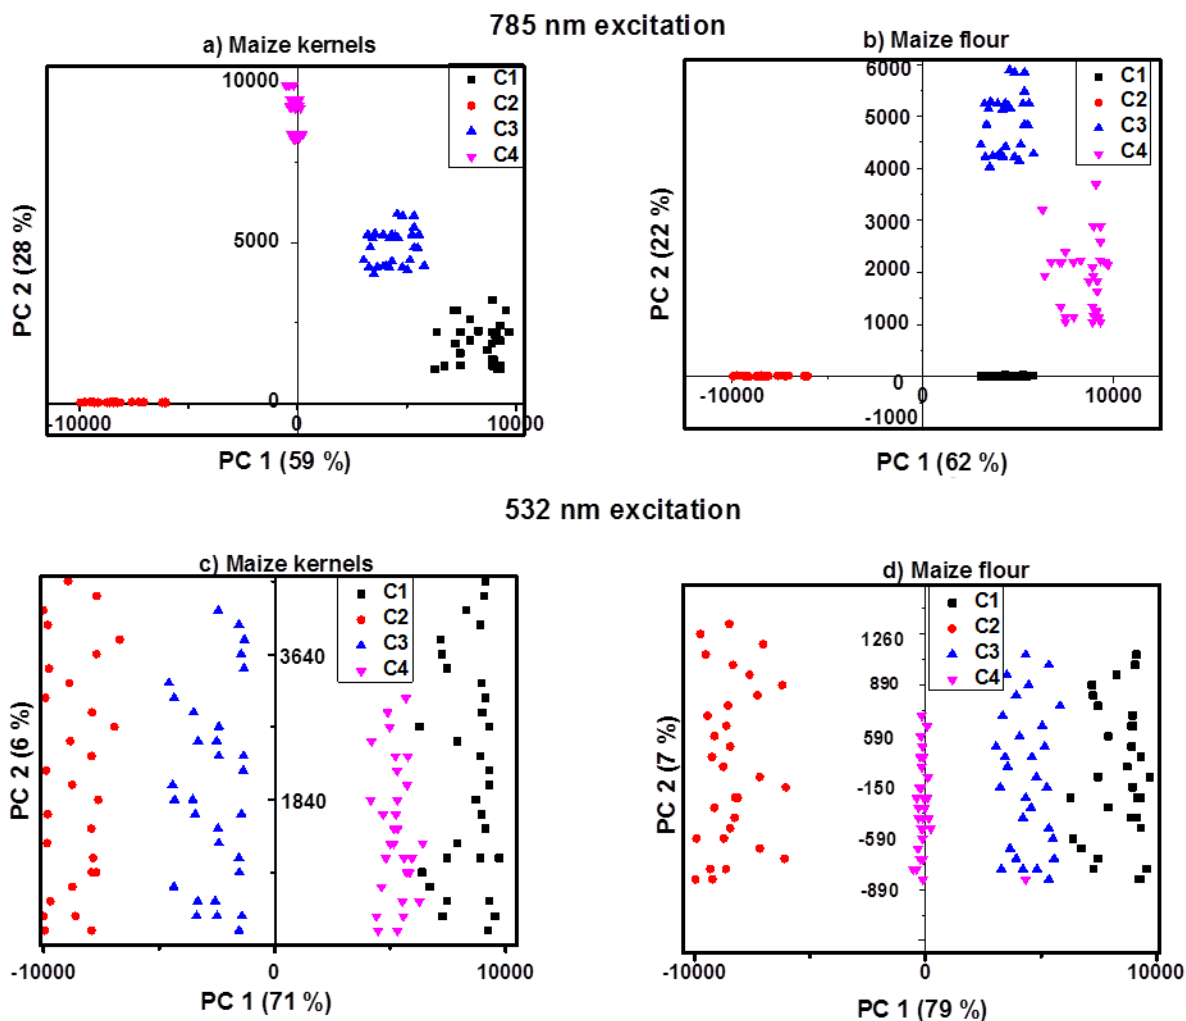 785 nm excitation
a) Maize kernels
10000
5000
0
-10000
0
10000
PC 2 (28 %)
PC 1 (59 %)
C1
C2
C3
C4
b) Maize flour
6000
5000
4000
3000
2000
1000
0
-1000
-10000
10000
PC 2 (22 %)
PC 1 (62 %)
C1
C2
C3
C4
532 nm excitation
c) Maize kernels
3640
1840
-10000
0
10000
PC 2 (6 %)
PC 1 (71 %)
C1
C2
C3
C4
d) Maize flour
1260
890
590
-150
-590
-890
-10000
0
10000
PC 2 (7 %)
PC 1 (79 %)
C1
C2
C3
C4